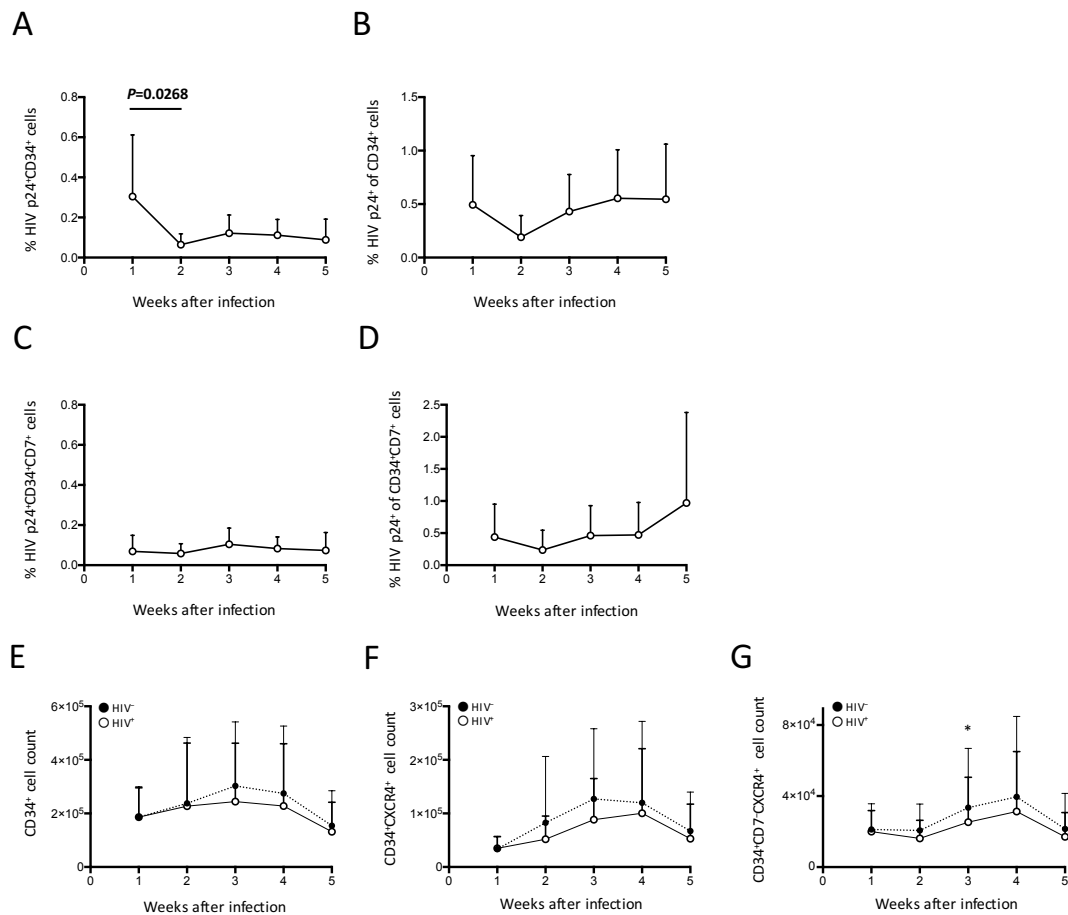 A
B
P=0.0268
% HIV p24⁺CD34⁺ cells
0.8
0.6
0.4
0.2
0.0
0 1 2 3 4 5
Weeks after infection
% HIV p24⁺ of CD34⁺ cells
1.5
1.0
0.5
0.0
0 1 2 3 4 5
Weeks after infection
C
D
% HIV p24⁺CD34⁺CD7⁺ cells
0.8
0.6
0.4
0.2
0.0
0 1 2 3 4 5
Weeks after infection
% HIV p24⁺ of CD34⁺CD7⁺ cells
2.5
2.0
1.5
1.0
0.5
0.0
0 1 2 3 4 5
Weeks after infection
E
F
G
CD34⁺ cell count
6×10⁵
4×10⁵
2×10⁵
0
HIV⁻
HIV⁺
0 1 2 3 4 5
Weeks after infection
CD34⁺CXCR4⁺ cell count
3×10⁵
2×10⁵
1×10⁵
0
HIV⁻
HIV⁺
0 1 2 3 4 5
Weeks after infection
CD34⁺CD7⁻CXCR4⁺ cell count
8×10⁴
4×10⁴
0
HIV⁻
HIV⁺
*
0 1 2 3 4 5
Weeks after infection